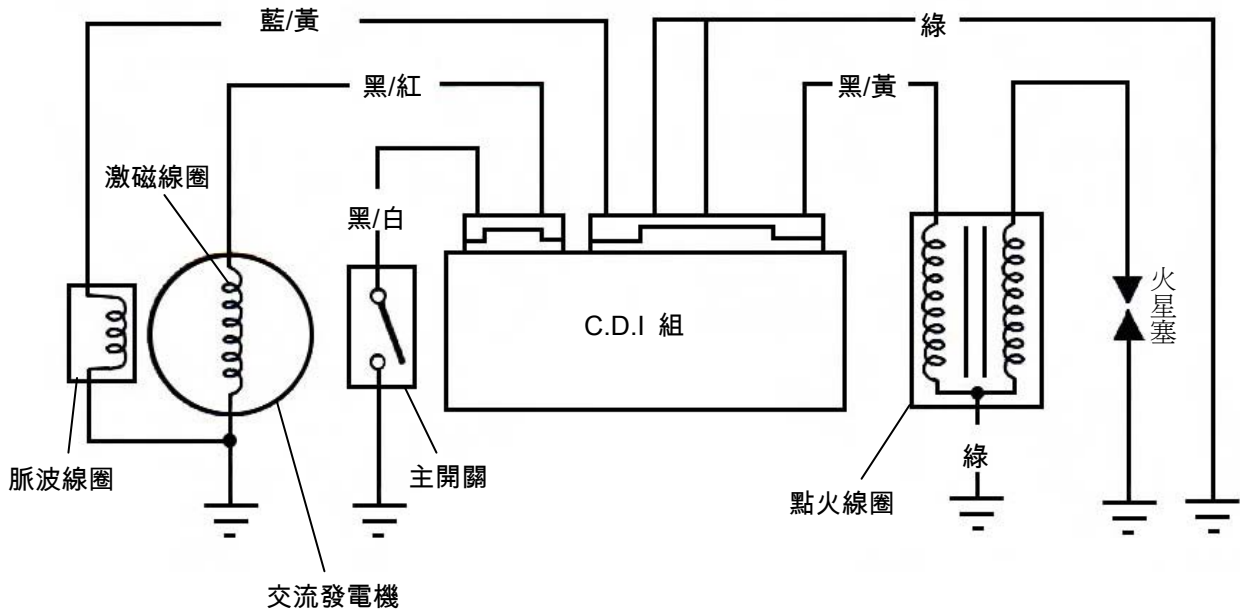 藍/黃
綠
黑/紅
黑/黃
激磁線圈
黑/白
火星塞
C.D.I 組
綠
脈波線圈
主開關
點火線圈
交流發電機